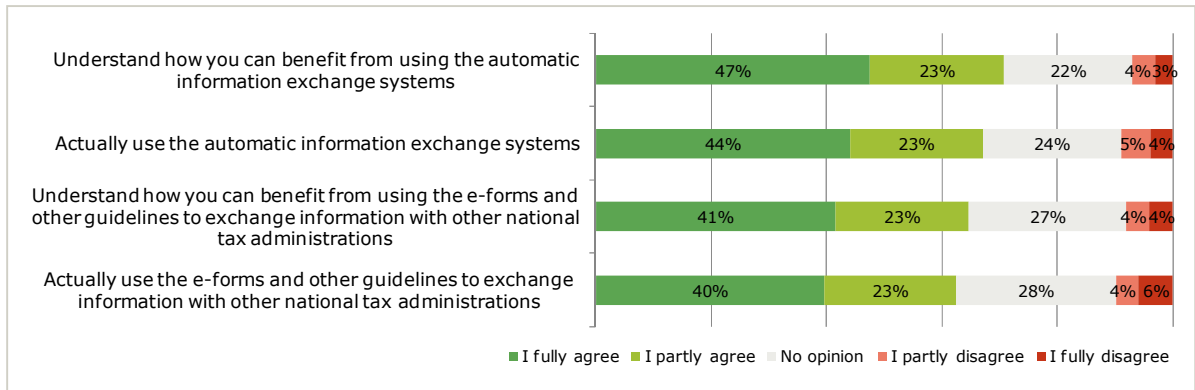 Understand how you can benefit from using the automatic
information exchange systems
47% 23% 22% 4% 3%
Actually use the automatic information exchange systems
44% 23% 24% 5% 4%
Understand how you can benefit from using the e-forms and
other guidelines to exchange information with other national
tax administrations
41% 23% 27% 4% 4%
Actually use the e-forms and other guidelines to exchange
information with other national tax administrations
40% 23% 28% 4% 6%
I fully agree I partly agree No opinion I partly disagree I fully disagree